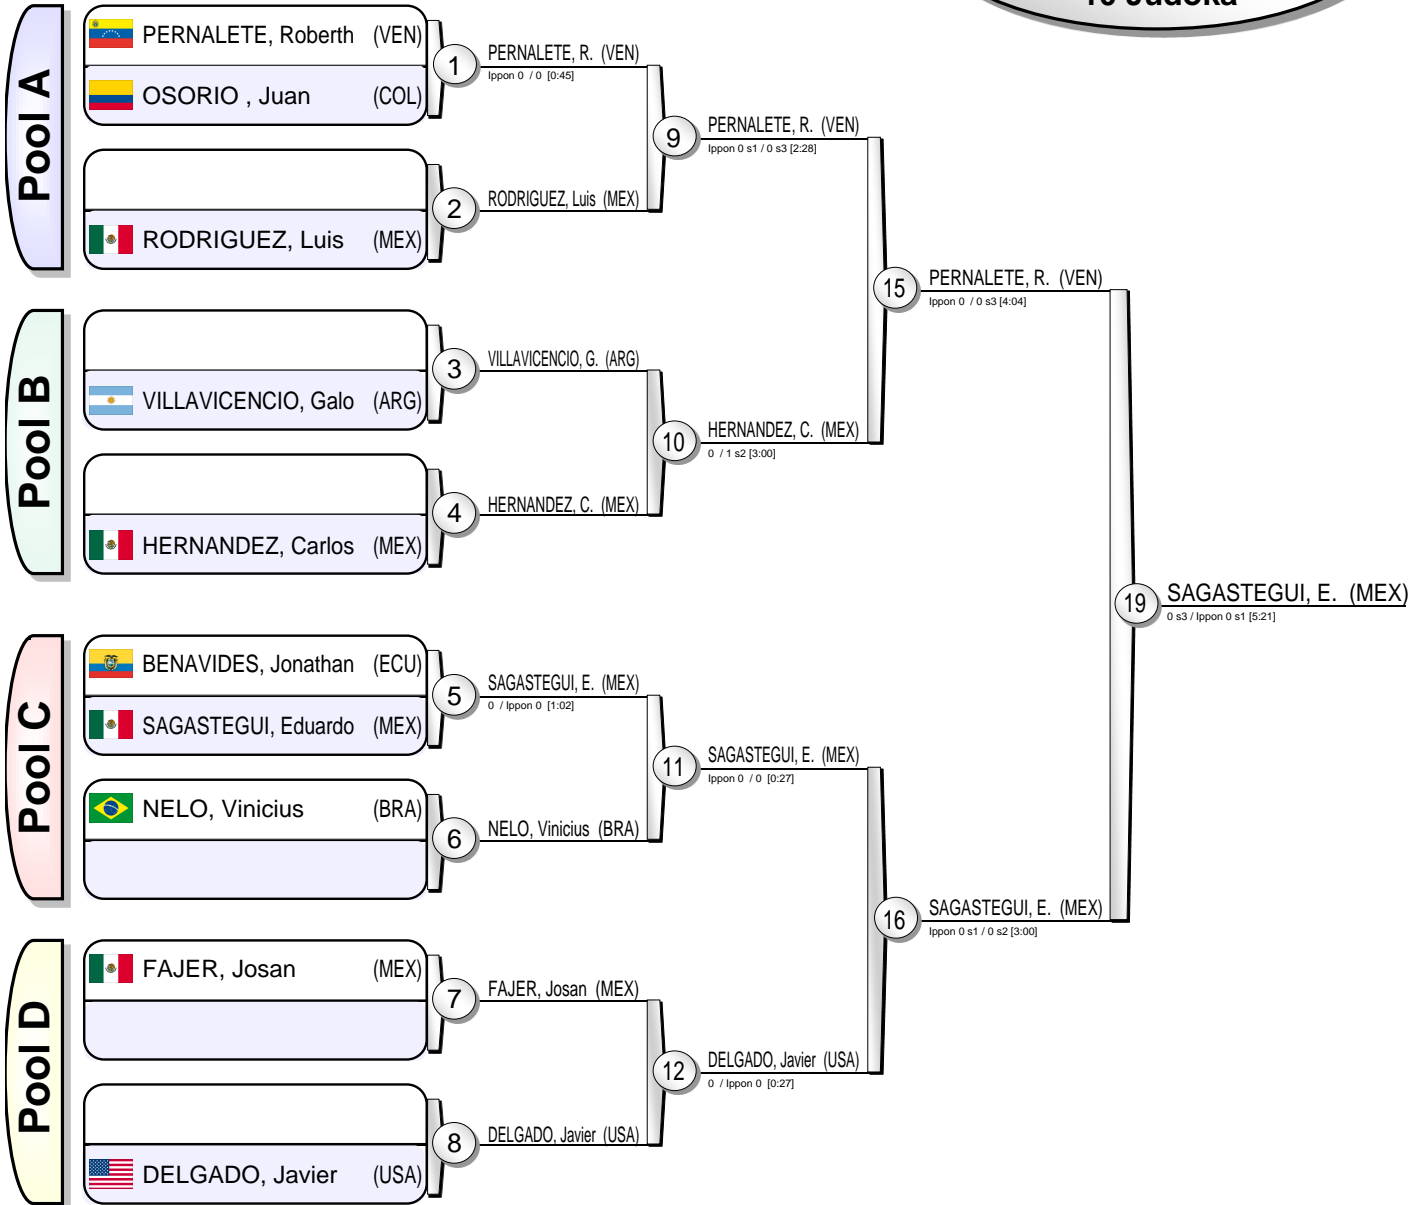 10 Judoka
Pool A
PERNALETE, Roberth (VEN)
OSORIO , Juan (COL)
RODRIGUEZ, Luis (MEX)
1
PERNALETE, R. (VEN)
Ippon 0 / 0 [0:45]
2
RODRIGUEZ, Luis (MEX)
9
PERNALETE, R. (VEN)
Ippon 0 s1 / 0 s3 [2:28]
Pool B
VILLAVICENCIO, Galo (ARG)
HERNANDEZ, Carlos (MEX)
3
VILLAVICENCIO, G. (ARG)
4
HERNANDEZ, C. (MEX)
10
HERNANDEZ, C. (MEX)
0 / 1 s2 [3:00]
15
PERNALETE, R. (VEN)
Ippon 0 / 0 s3 [4:04]
Pool C
BENAVIDES, Jonathan (ECU)
SAGASTEGUI, Eduardo (MEX)
NELO, Vinicius (BRA)
5
SAGASTEGUI, E. (MEX)
0 / Ippon 0 [1:02]
6
NELO, Vinicius (BRA)
11
SAGASTEGUI, E. (MEX)
Ippon 0 / 0 [0:27]
Pool D
FAJER, Josan (MEX)
DELGADO, Javier (USA)
7
FAJER, Josan (MEX)
8
DELGADO, Javier (USA)
12
DELGADO, Javier (USA)
0 / Ippon 0 [0:27]
16
SAGASTEGUI, E. (MEX)
Ippon 0 s1 / 0 s2 [3:00]
19
SAGASTEGUI, E. (MEX)
0 s3 / Ippon 0 s1 [5:21]